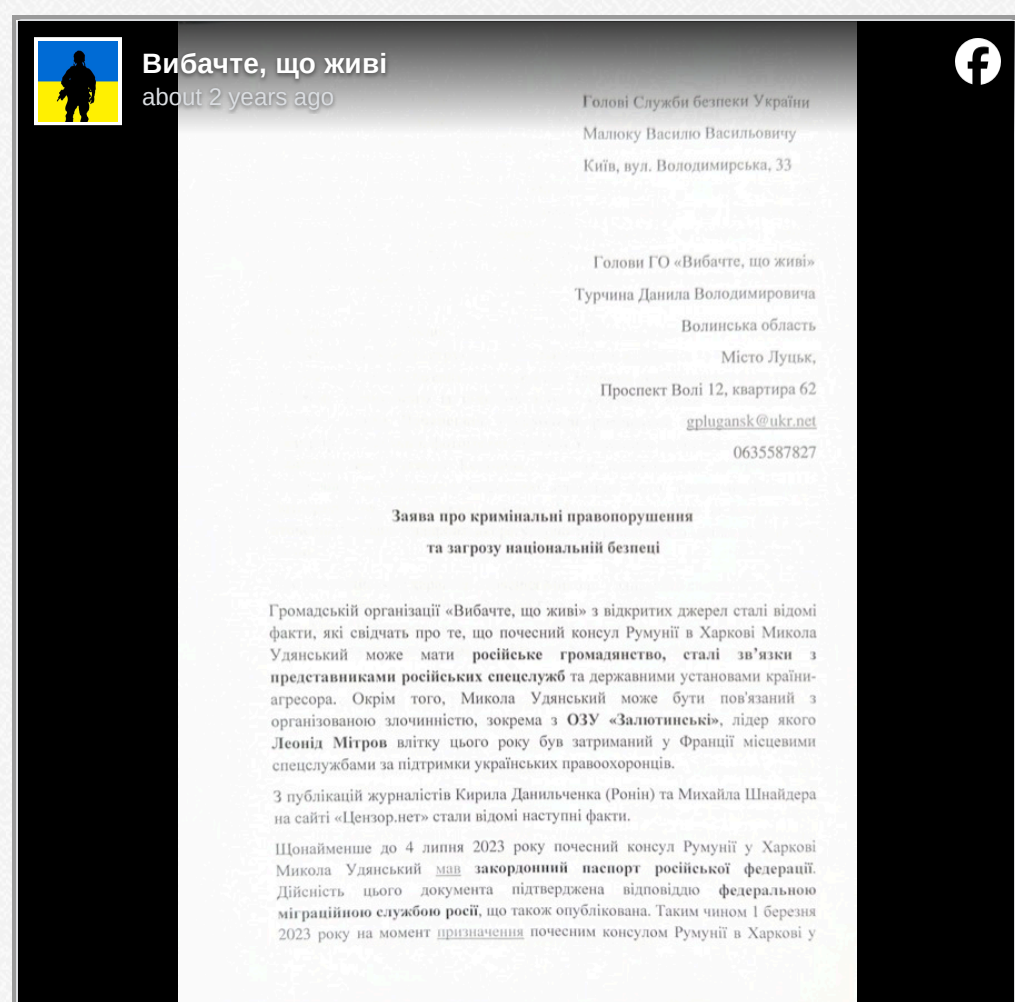 Вибачте, що живі
about 2 years ago
Голові Служби безпеки України
Малюку Василю Васильовичу
Київ, вул. Володимирська, 33
Голови ГО «Вибачте, що живі»
Турчина Данила Володимировича
Волинська область
Місто Луцьк,
Проспект Волі 12, квартира 62
gplugansk@ukr.net
0635587827
Заява про кримінальні правопорушення
та загрозу національній безпеці
Громадській організації «Вибачте, що живі» з відкритих джерел сталі відомі
факти, які свідчать про те, що почесний консул Румунії в Харкові Микола
Удянський може мати російське громадянство, сталі зв’язки з
представниками російських спецслужб та державними установами країни-
агресора. Окрім того, Микола Удянський може бути пов'язаний з
організованою злочинністю, зокрема з ОЗУ «Залютинські», лідер якого
Леонід Мітров влітку цього року був затриманий у Франції місцевими
спецслужбами за підтримки українських правоохоронців.
З публікацій журналістів Кирила Данильченка (Ронін) та Михайла Шнайдера
на сайті «Цензор.нет» стали відомі наступні факти.
Щонайменше до 4 липня 2023 року почесний консул Румунії у Харкові
Микола Удянський мав закордонний паспорт російської федерації.
Дійсність цього документа підтверджена відповіддю федеральною
міграційною службою росії, що також опублікована. Таким чином 1 березня
2023 року на момент призначення почесним консулом Румунії в Харкові у